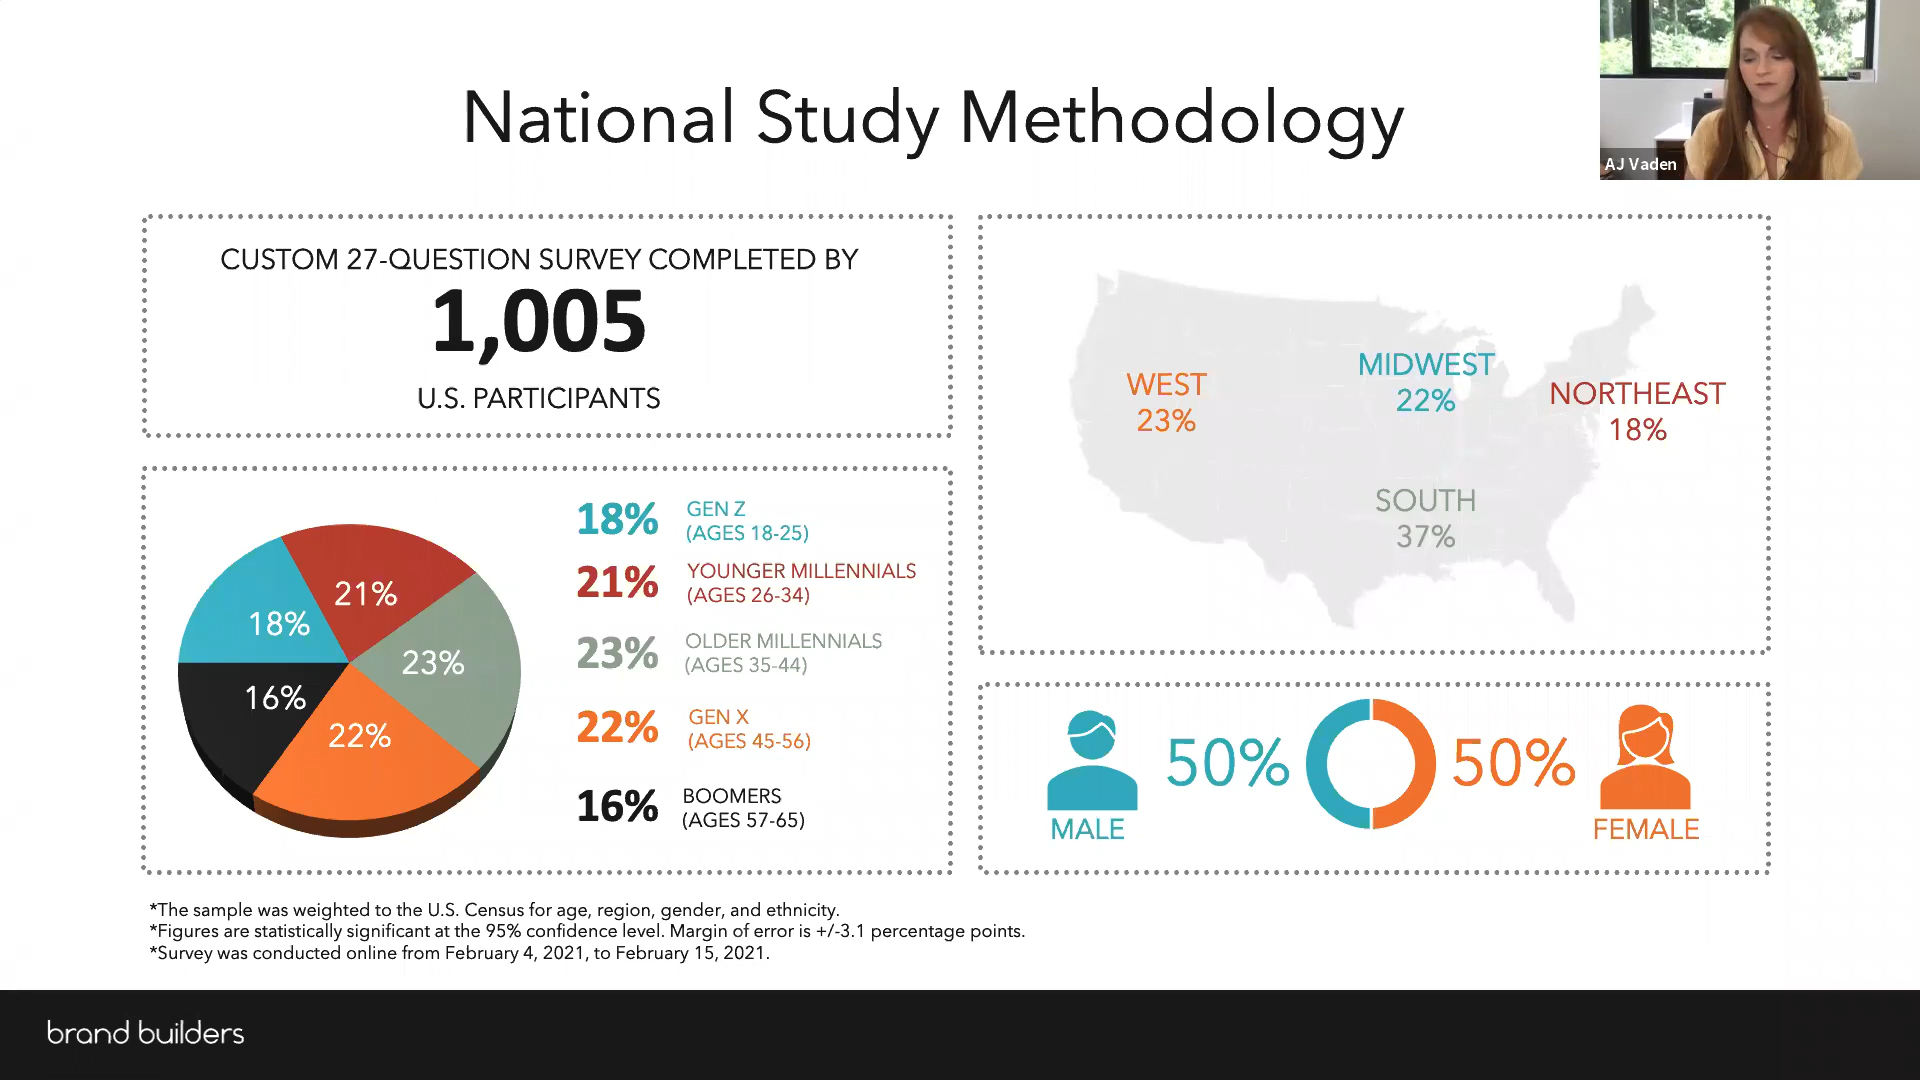 National Study Methodology
AJ Vaden
CUSTOM 27-QUESTION SURVEY COMPLETED BY
1,005
U.S. PARTICIPANTS
WEST
23%
MIDWEST
22%
NORTHEAST
18%
SOUTH
37%
21%
18%
23%
16%
22%
18% GEN Z
(AGES 18-25)
21% YOUNGER MILLENNIALS
(AGES 26-34)
23% OLDER MILLENNIALS
(AGES 35-44)
22% GEN X
(AGES 45-56)
16% BOOMERS
(AGES 57-65)
50% 50%
MALE FEMALE
*The sample was weighted to the U.S. Census for age, region, gender, and ethnicity.
*Figures are statistically significant at the 95% confidence level. Margin of error is +/-3.1 percentage points.
*Survey was conducted online from February 4, 2021, to February 15, 2021.
brand builders